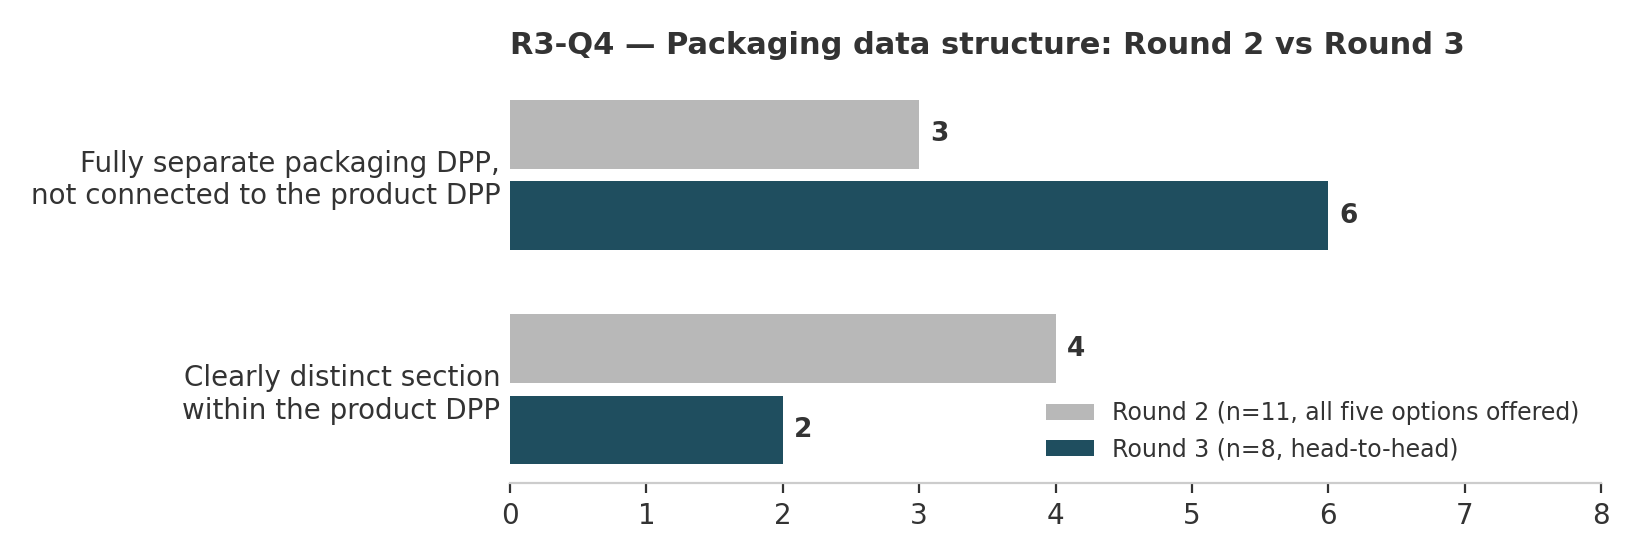 R3-Q4 — Packaging data structure: Round 2 vs Round 3
Fully separate packaging DPP,
not connected to the product DPP
3
6
Clearly distinct section
within the product DPP
4
2
Round 2 (n=11, all five options offered)
Round 3 (n=8, head-to-head)
0 1 2 3 4 5 6 7 8